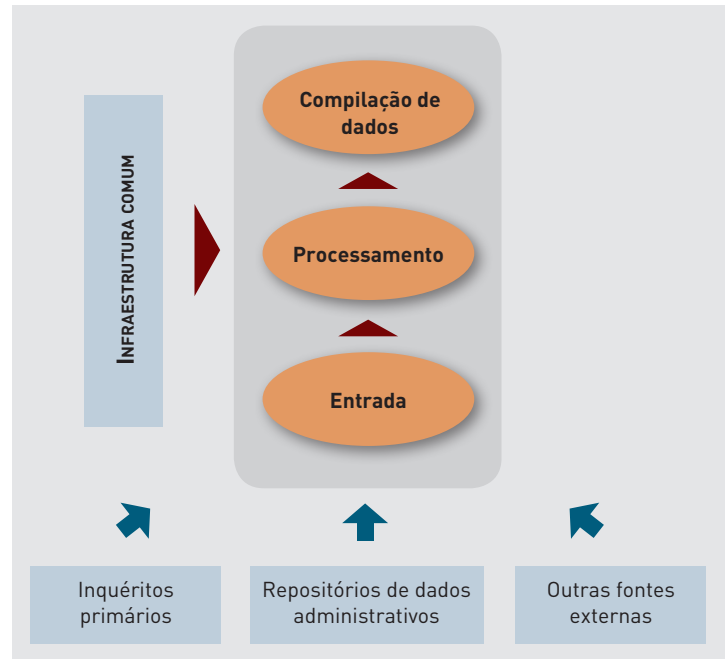 Compilação de
dados
INFRAESTRUTURA COMUM
Processamento
Entrada
Inquéritos
primários
Repositórios de dados
administrativos
Outras fontes
externas